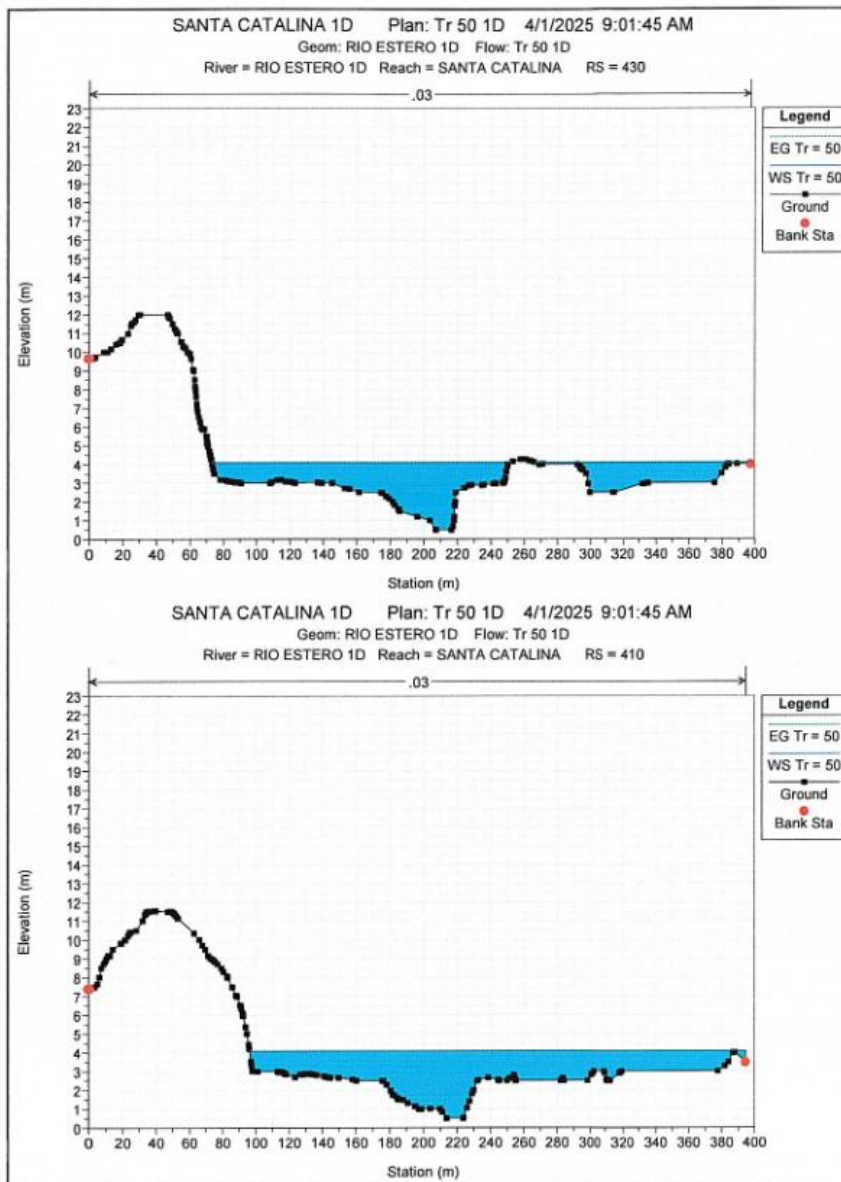 SANTA CATALINA 1D Plan: Tr 50 1D 4/1/2025 9:01:45 AM
Geom: RIO ESTERO 1D Flow: Tr 50 1D
River = RIO ESTERO 1D Reach = SANTA CATALINA RS = 430
.03
23
22
21
20
19
18
17
16
15
14
13
12
11
10
9
8
7
6
5
4
3
2
1
0
Elevation (m)
0 20 40 60 80 100 120 140 160 180 200 220 240 260 280 300 320 340 360 380 400
Station (m)
Legend
EG Tr = 50
WS Tr = 50
Ground
Bank Sta
SANTA CATALINA 1D Plan: Tr 50 1D 4/1/2025 9:01:45 AM
Geom: RIO ESTERO 1D Flow: Tr 50 1D
River = RIO ESTERO 1D Reach = SANTA CATALINA RS = 410
.03
23
22
21
20
19
18
17
16
15
14
13
12
11
10
9
8
7
6
5
4
3
2
1
0
Elevation (m)
0 20 40 60 80 100 120 140 160 180 200 220 240 260 280 300 320 340 360 380 400
Station (m)
Legend
EG Tr = 50
WS Tr = 50
Ground
Bank Sta